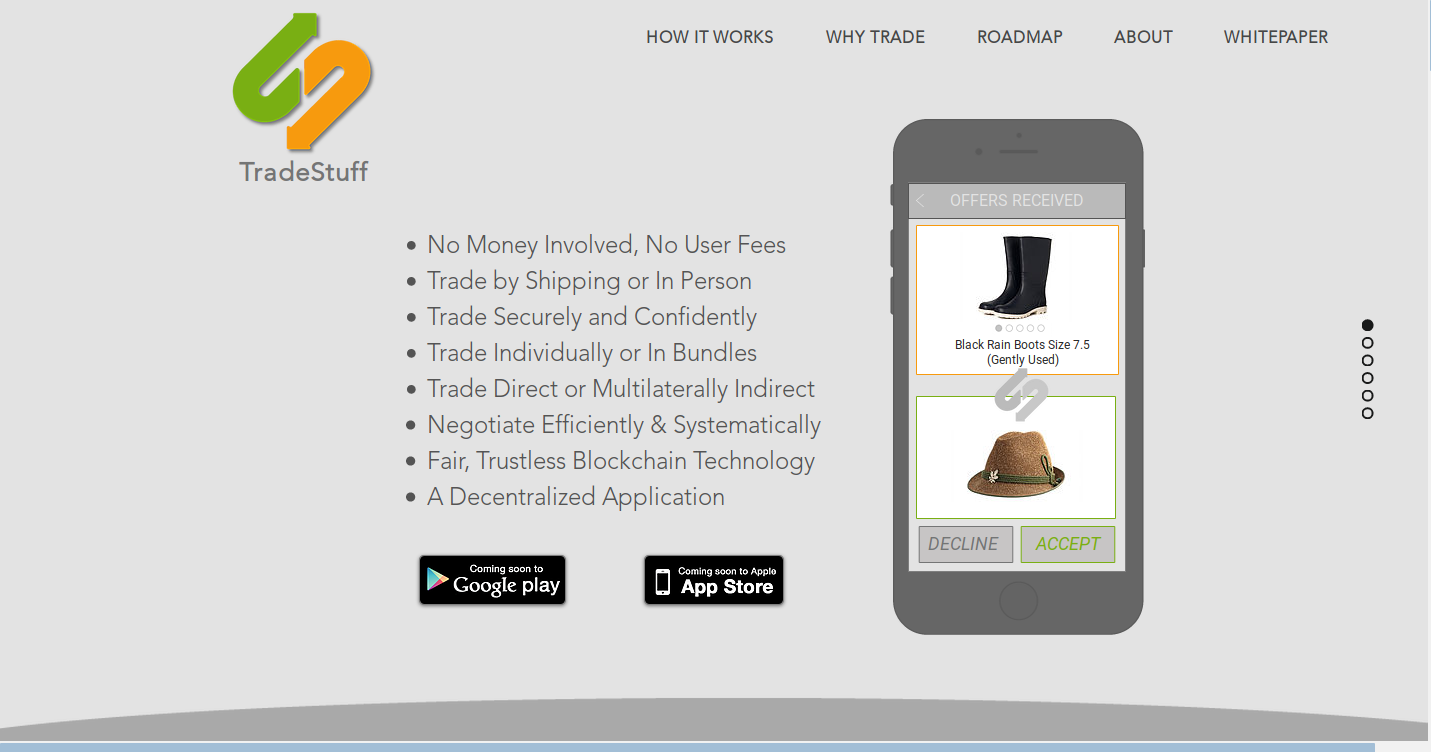 HOW IT WORKS WHY TRADE ROADMAP ABOUT WHITEPAPER
TradeStuff
• No Money Involved, No User Fees
• Trade by Shipping or In Person
• Trade Securely and Confidently
• Trade Individually or In Bundles
• Trade Direct or Multilaterally Indirect
• Negotiate Efficiently & Systematically
• Fair, Trustless Blockchain Technology
• A Decentralized Application
Coming soon to
Google play
Coming soon to Apple
App Store
OFFERS RECEIVED
Black Rain Boots Size 7.5
(Gently Used)
DECLINE ACCEPT